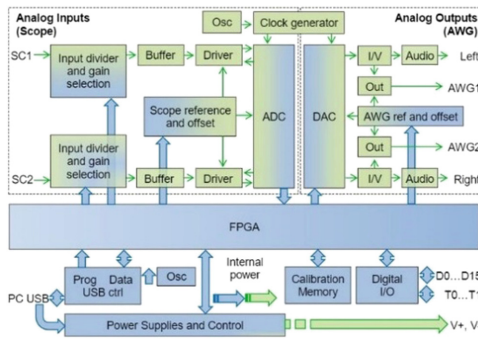 Analog Inputs
(Scope)
Osc
Clock generator
Analog Outputs
(AWG)
SC1
Input divider
and gain
selection
Buffer
Driver
I/V
Audio
Left
Out
AWG1
Scope reference
and offset
ADC
DAC
AWG ref and offset
Input divider
and gain
selection
Out
AWG2
SC2
Buffer
Driver
I/V
Audio
Right
FPGA
Prog Data
USB ctrl
Osc
Internal
power
Calibration
Memory
Digital
I/O
D0...D15
T0...T1
PC USB
Power Supplies and Control
V+, V-